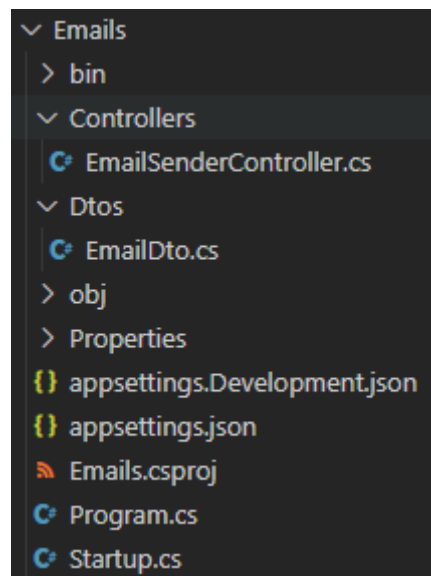 Emails
bin
Controllers
C# EmailSenderController.cs
Dtos
C# EmailDto.cs
obj
Properties
{} appsettings.Development.json
{} appsettings.json
Emails.csproj
C# Program.cs
C# Startup.cs